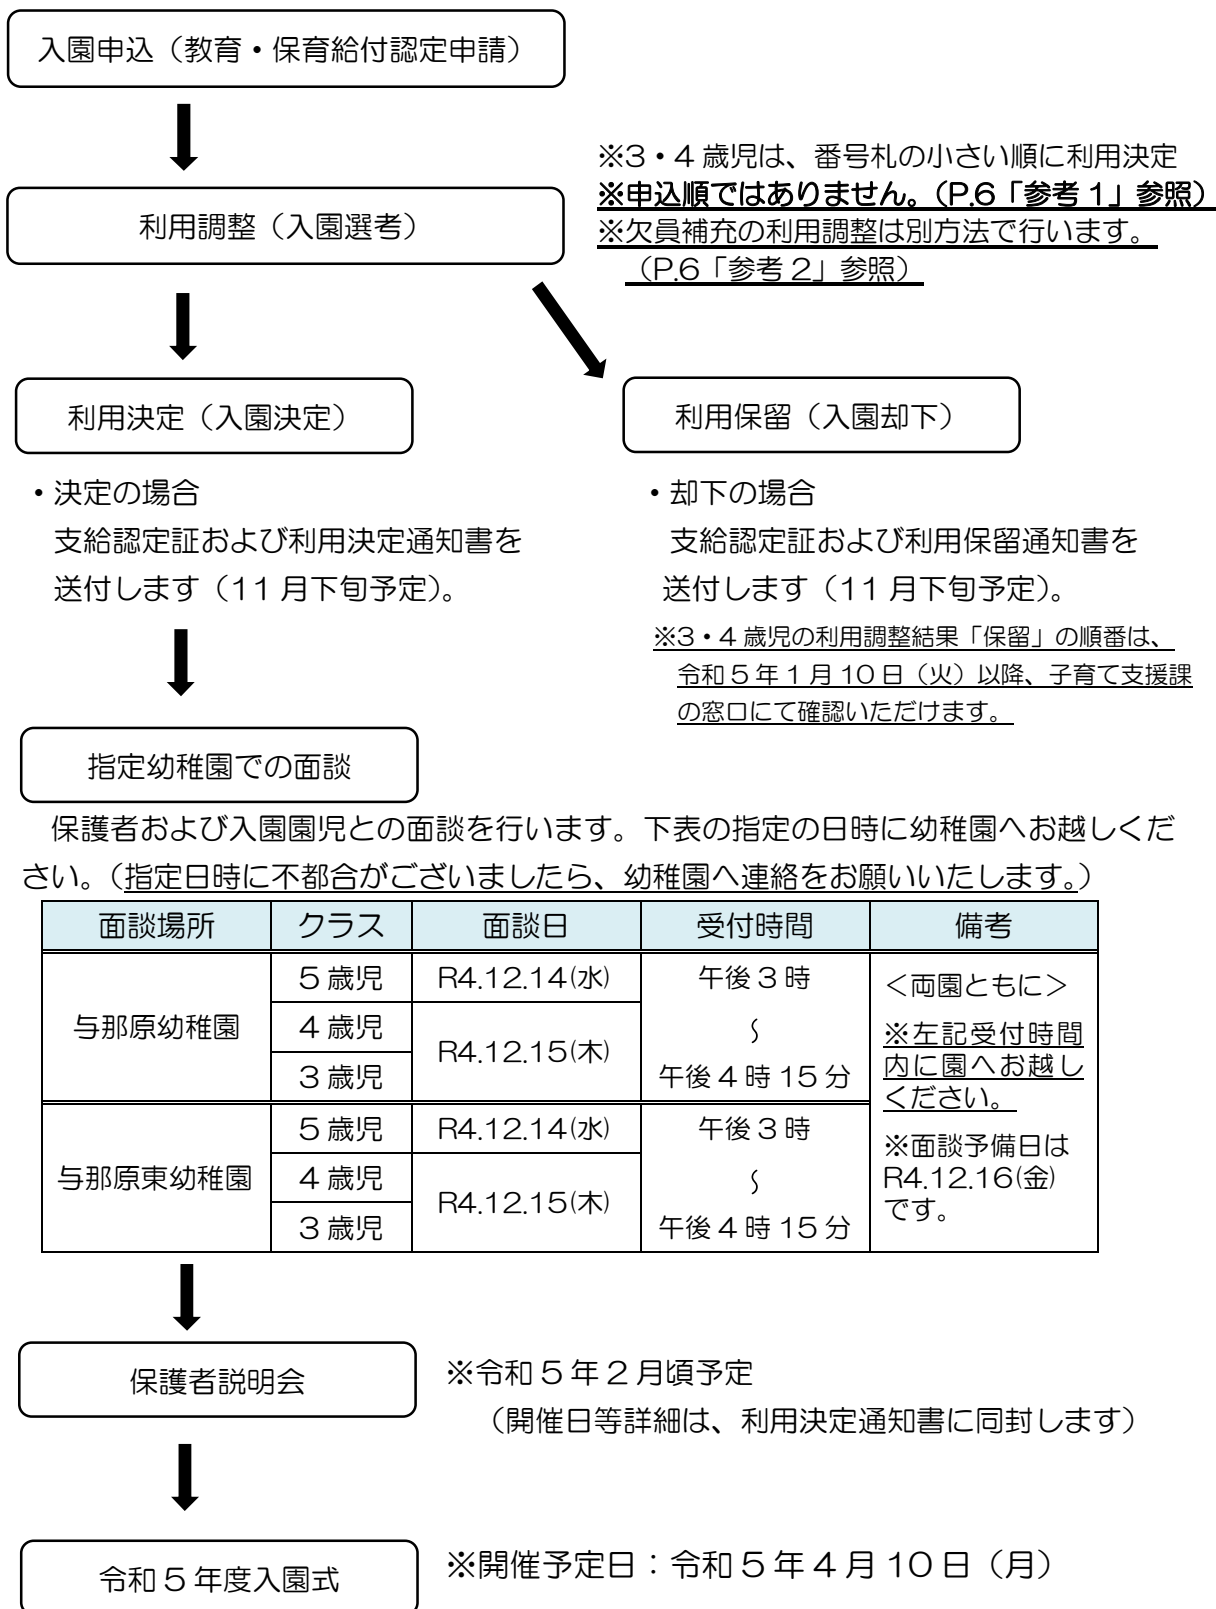 入園申込（教育・保育給付認定申請）
※3・4歳児は、番号札の小さい順に利用決定
※申込順ではありません。（P.6「参考1」参照）
※欠員補充の利用調整は別方法で行います。
（P.6「参考2」参照）
利用調整（入園選考）
利用決定（入園決定）
利用保留（入園却下）
・決定の場合
支給認定証および利用決定通知書を
送付します（11月下旬予定）。
・却下の場合
支給認定証および利用保留通知書を
送付します（11月下旬予定）。
※3・4歳児の利用調整結果「保留」の順番は、
令和5年1月10日（火）以降、子育て支援課
の窓口にて確認いただけます。
指定幼稚園での面談
保護者および入園園児との面談を行います。下表の指定の日時に幼稚園へお越しくだ
さい。（指定日時に不都合がございましたら、幼稚園へ連絡をお願いいたします。）
面談場所 クラス 面談日 受付時間 備考
与那原幼稚園
5歳児 R4.12.14(水)
4歳児
3歳児
R4.12.15(木)
午後3時
～
午後4時15分
与那原東幼稚園
5歳児 R4.12.14(水)
4歳児
3歳児
R4.12.15(木)
午後3時
～
午後4時15分
＜両園ともに＞
※左記受付時間
内に園へお越し
ください。
※面談予備日は
R4.12.16(金)
です。
保護者説明会
※令和5年2月頃予定
（開催日等詳細は、利用決定通知書に同封します）
令和5年度入園式
※開催予定日：令和5年4月10日（月）